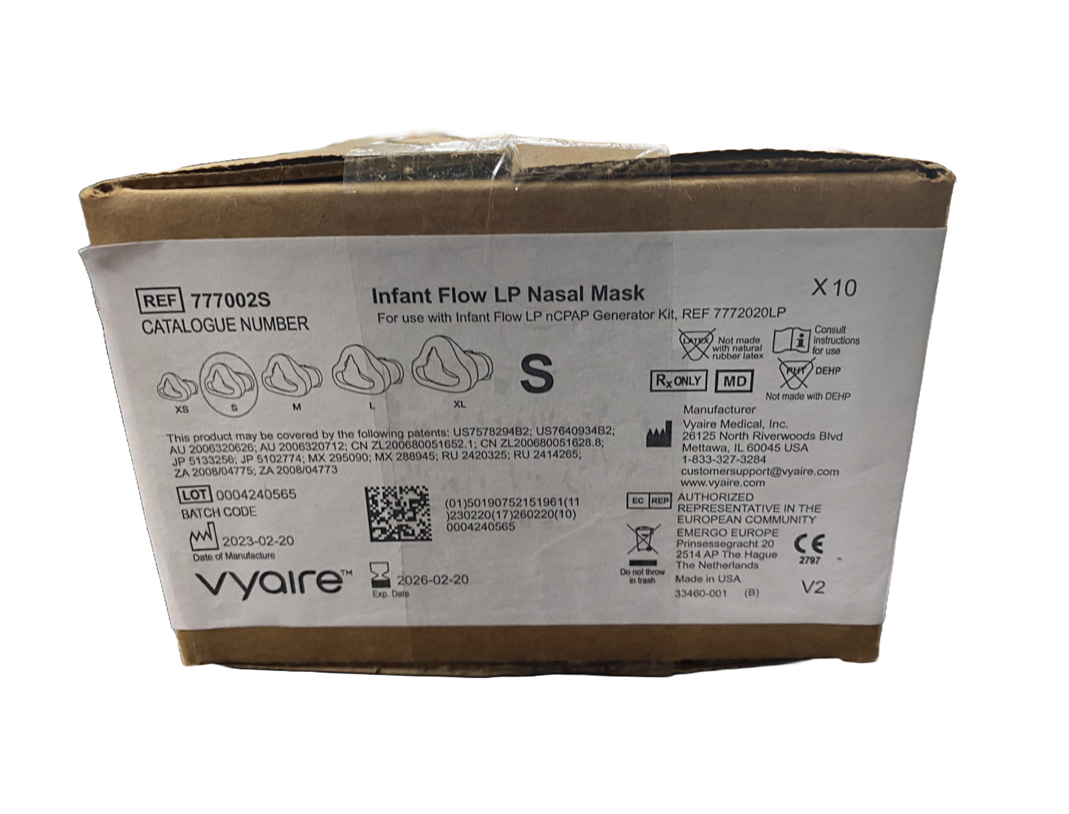 REF 777002S
CATALOGUE NUMBER
Infant Flow LP Nasal Mask
For use with Infant Flow LP nCPAP Generator Kit, REF 7772020LP
X 10
XS
S
M
L
XL
S
LATEX
Not made
with natural
rubber latex
Consult
instructions
for use
Rx ONLY
MD
PHT
DEHP
Not made with DEHP
This product may be covered by the following patents: US7578294B2; US7640934B2;
AU 2006320626; AU 2006320712; CN ZL200680051652.1; CN ZL200680051628.8;
JP 5133256; JP 5102774; MX 295090; MX 288945; RU 2420325; RU 2414265;
ZA 2008/04775; ZA 2008/04773
Manufacturer
Vyaire Medical, Inc.
26125 North Riverwoods Blvd
Mettawa, IL 60045 USA
1-833-327-3284
customersupport@vyaire.com
www.vyaire.com
LOT 0004240565
BATCH CODE
2023-02-20
Date of Manufacture
vyaire™
(01)50190752151961(11
)230220(17)260220(10)
0004240565
2026-02-20
Exp. Date
EC REP
AUTHORIZED
REPRESENTATIVE IN THE
EUROPEAN COMMUNITY
EMERGO EUROPE
Prinsessegracht 20
2514 AP The Hague
The Netherlands
Do not throw
in trash
CE
2797
Made in USA
33460-001 (B)
V2